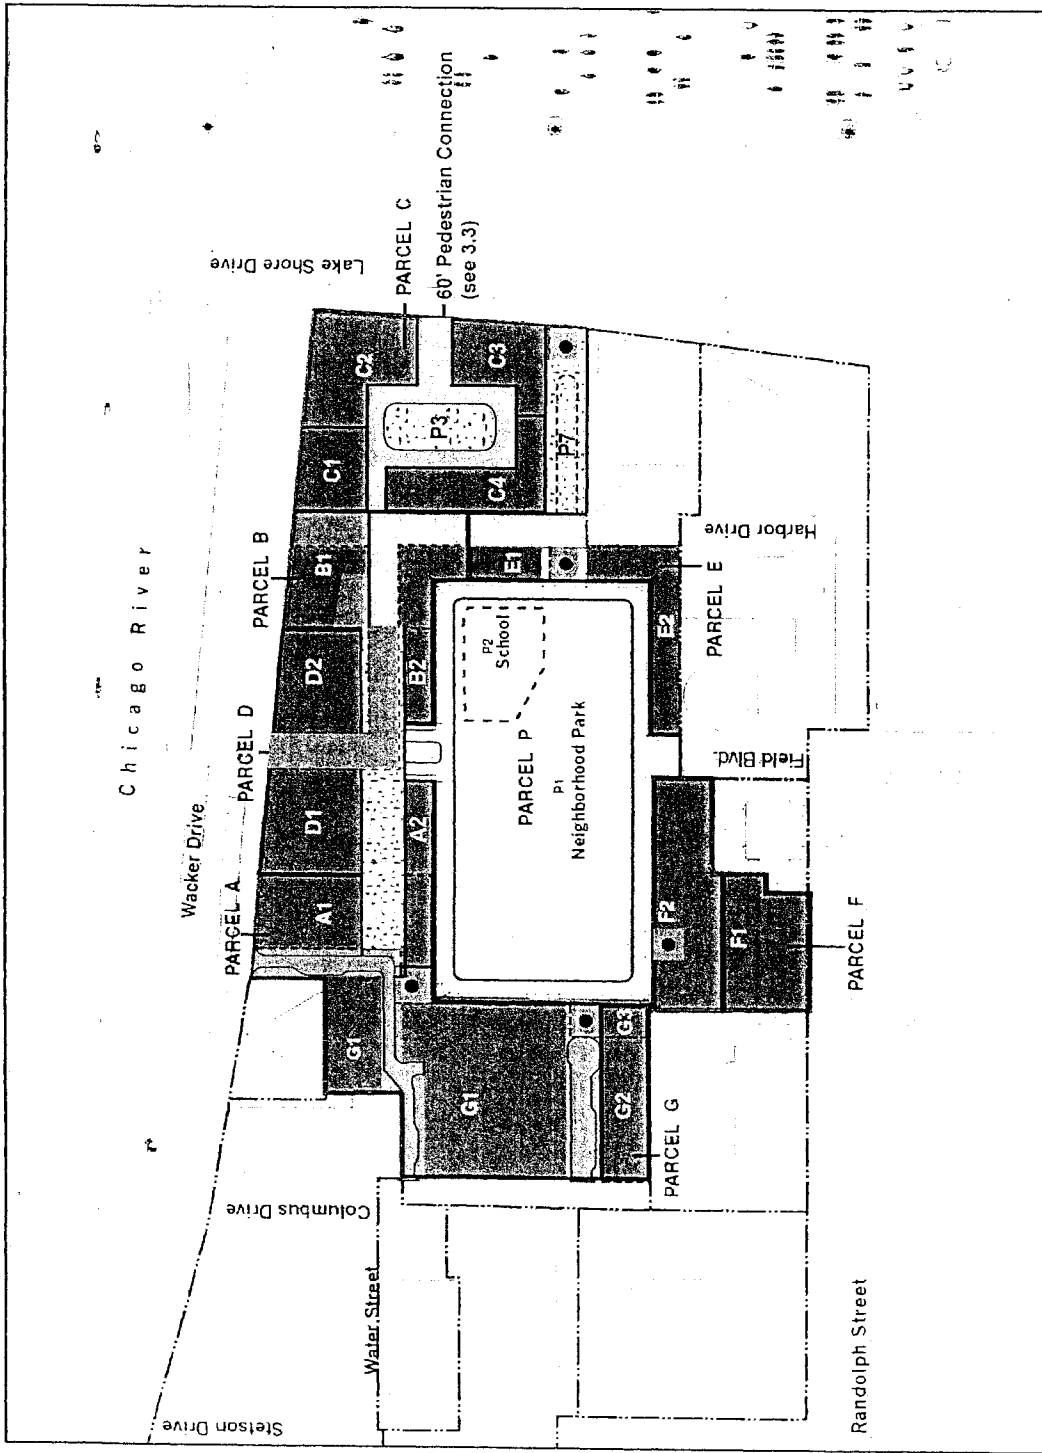 Chicago River
Wacker Drive
Lake Shore Drive
Stetson Drive
Columbus Drive
Water Street
Randolph Street
Field Blvd.
Harbor Drive
PARCEL A
PARCEL D
PARCEL B
PARCEL C
60' Pedestrian Connection
(see 3.3)
A1
D1
D2
B1
C1
C2
C3
C4
P3
P7
G1
G1
G2
G3
PARCEL G
A2
B2
E1
E2
PARCEL E
P2
School
PARCEL P
P1
Neighborhood Park
F2
F1
PARCEL F